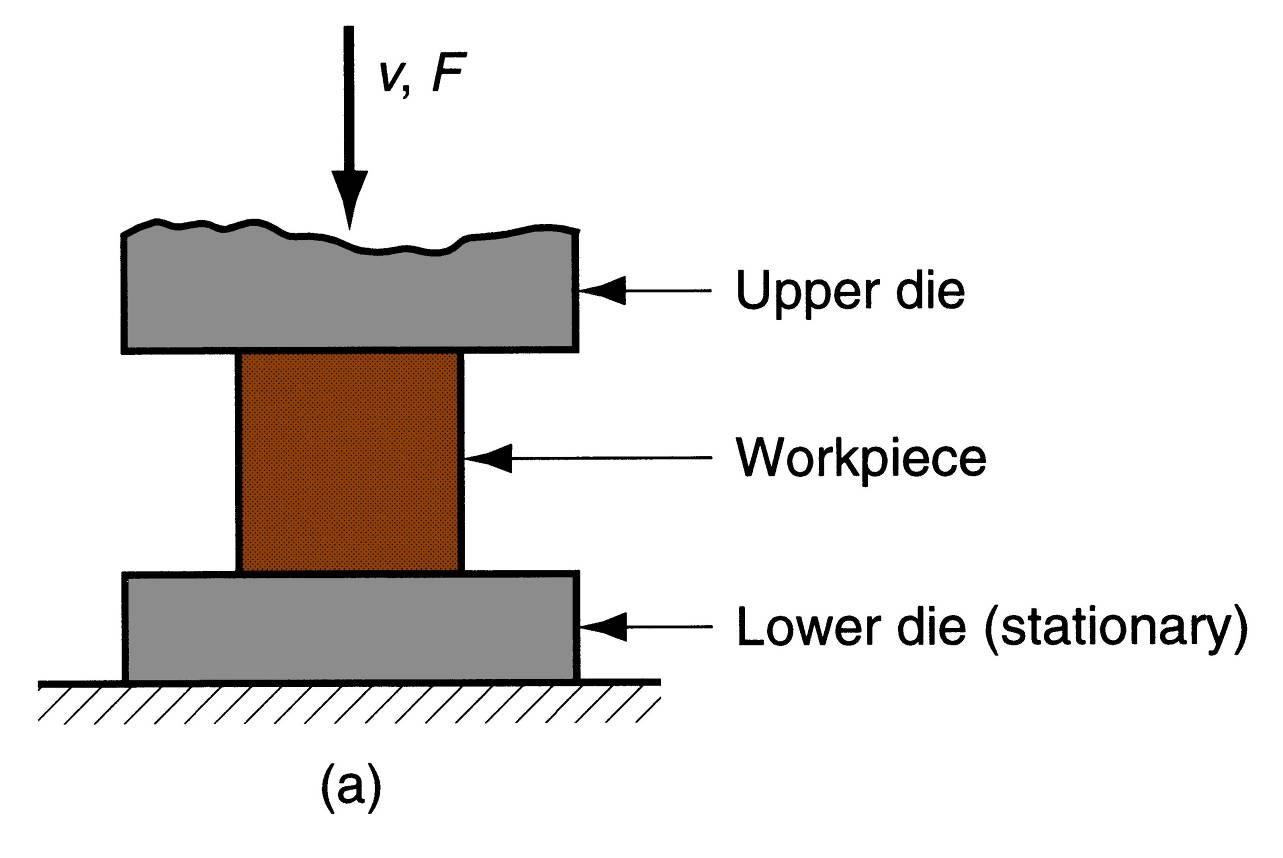 v, F
Upper die
Workpiece
Lower die (stationary)
(a)